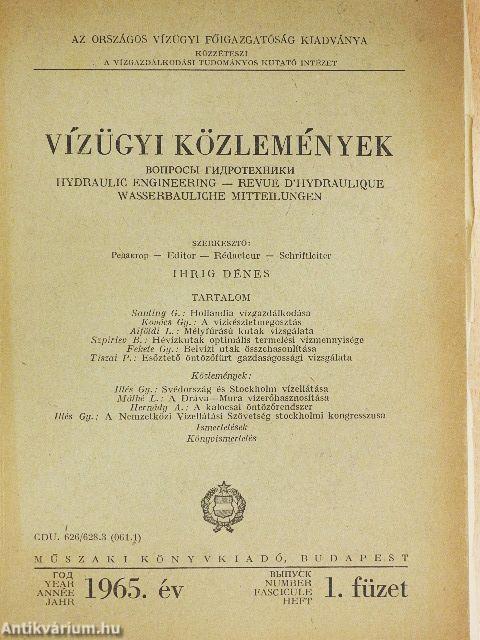 AZ ORSZÁGOS VÍZÜGYI FŐIGAZGATÓSÁG KIADVÁNYA
KÖZZÉTESZI
A VÍZGAZDÁLKODÁSI TUDOMÁNYOS KUTATÓ INTÉZET
VÍZÜGYI KÖZLEMÉNYEK
ВОПРОСЫ ГИДРОТЕХНИКИ
HYDRAULIC ENGINEERING — REVUE D'HYDRAULIQUE
WASSERBAULICHE MITTEILUNGEN
SZERKESZTŐ:
Редактор — Editor — Rédacteur — Schriftleiter
IHRIG DÉNES
TARTALOM
Santing G.: Hollandia vízgazdálkodása
Kovács Gy.: A vízkészletmegosztás
Alföldi L.: Mélyfúrású kutak vizsgálata
Szpiriev B.: Hévízkutak optimális termelési vízmennyisége
Fekete Gy.: Belvízi utak összehasonlítása
Tiszai P.: Esőztető öntözőfürt gazdaságossági vizsgálata
Közlemények:
Illés Gy.: Svédország és Stockholm vízellátása
Málhé L.: A Dráva—Mura vízerőhasznosítása
Hernády A.: A kalocsai öntözőrendszer
Illés Gy.: A Nemzetközi Vízellátási Szövetség stockholmi kongresszusa
Ismertetések
Könyvismertetés
CDU. 626/628.3 (061.1)
MŰSZAKI KÖNYVKIADÓ, BUDAPEST
ГОД
YEAR
ANNÉE
JAHR
1965. év
ВЫПУСК
NUMBER
FASCICULE
HEFT
1. füzet
Antikvárium.hu